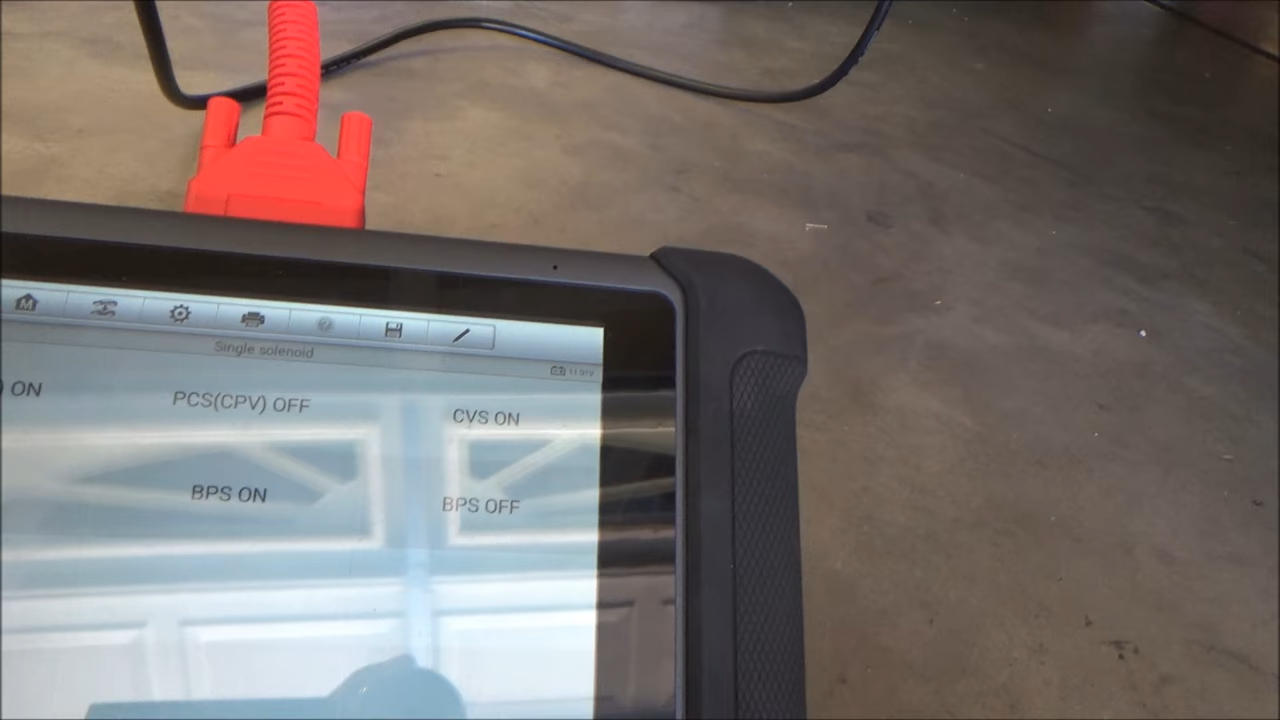 M
Single solenoid
) ON
PCS(CPV) OFF
CVS ON
BPS ON
BPS OFF